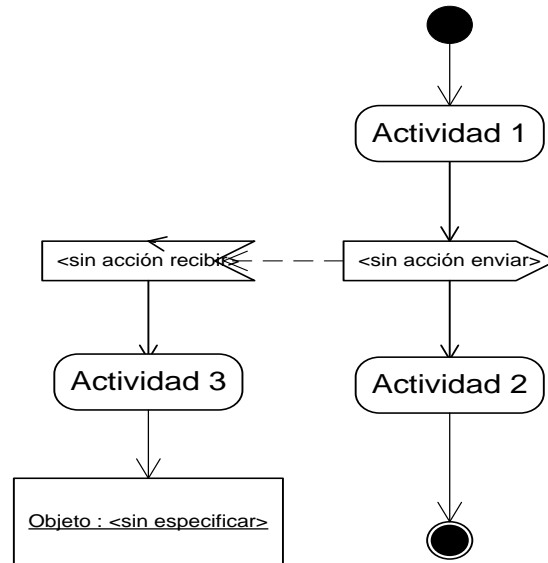 Actividad 1
<sin acción recibir>
<sin acción enviar>
Actividad 3
Actividad 2
Objeto : <sin especificar>